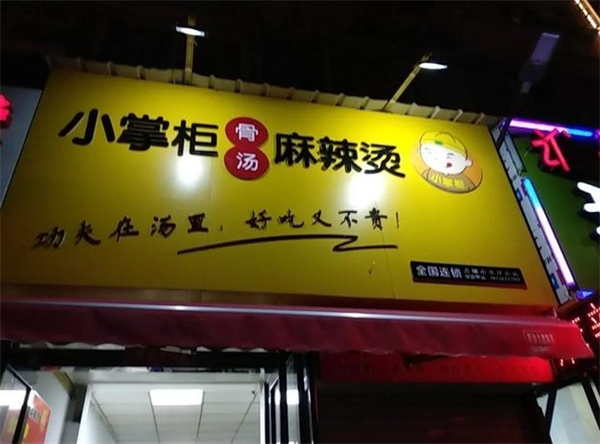 小掌柜 骨汤 麻辣烫
小掌柜
功夫在汤里，好吃又不贵！
全国连锁